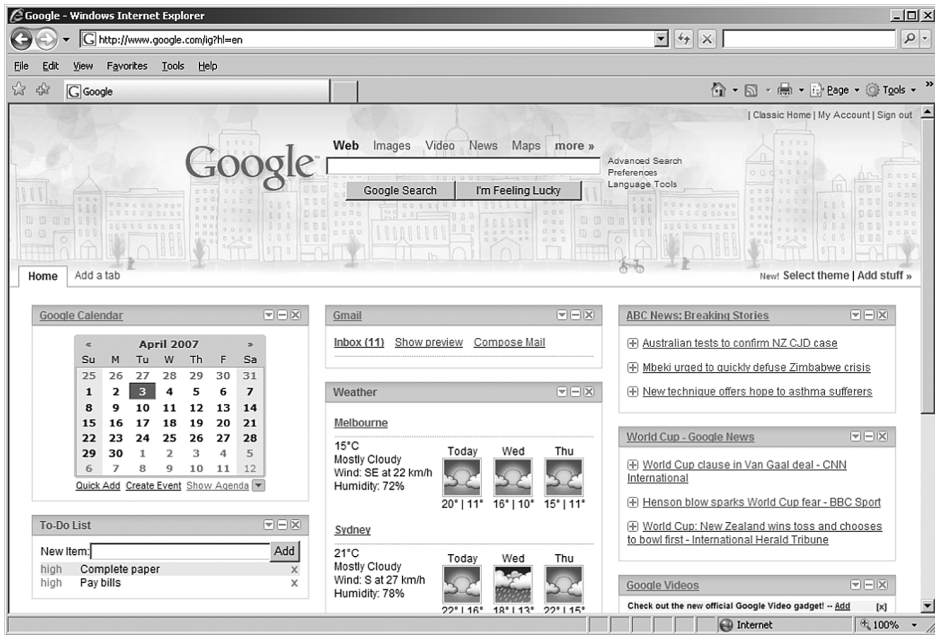 Google - Windows Internet Explorer
http://www.google.com/ig?hl=en
File Edit View Favorites Tools Help
Google
Page Tools »
| Classic Home | My Account | Sign out
Google™
Web Images Video News Maps more »
Advanced Search
Preferences
Language Tools
Google Search I'm Feeling Lucky
Home Add a tab
New! Select theme | Add stuff »
Google Calendar
« April 2007 »
Su M Tu W Th F Sa
25 26 27 28 29 30 31
1 2 3 4 5 6 7
8 9 10 11 12 13 14
15 16 17 18 19 20 21
22 23 24 25 26 27 28
29 30 1 2 3 4 5
6 7 8 9 10 11 12
Quick Add Create Event Show Agenda
To-Do List
New Item: Add
high Complete paper x
high Pay bills x
Gmail
Inbox (11) Show preview Compose Mail
Weather
Melbourne
15°C
Mostly Cloudy
Wind: SE at 22 km/h
Humidity: 72%
Today Wed Thu
20° | 11° 16° | 10° 15° | 11°
Sydney
21°C
Mostly Cloudy
Wind: S at 27 km/h
Humidity: 78%
Today Wed Thu
22° | 16° 18° | 13° 22° | 15°
ABC News: Breaking Stories
Australian tests to confirm NZ CJD case
Mbeki urged to quickly defuse Zimbabwe crisis
New technique offers hope to asthma sufferers
World Cup - Google News
World Cup clause in Van Gaal deal - CNN
International
Henson blow sparks World Cup fear - BBC Sport
World Cup: New Zealand wins toss and chooses
to bowl first - International Herald Tribune
Google Videos
Check out the new official Google Video gadget! -- Add [x]
Internet 100%